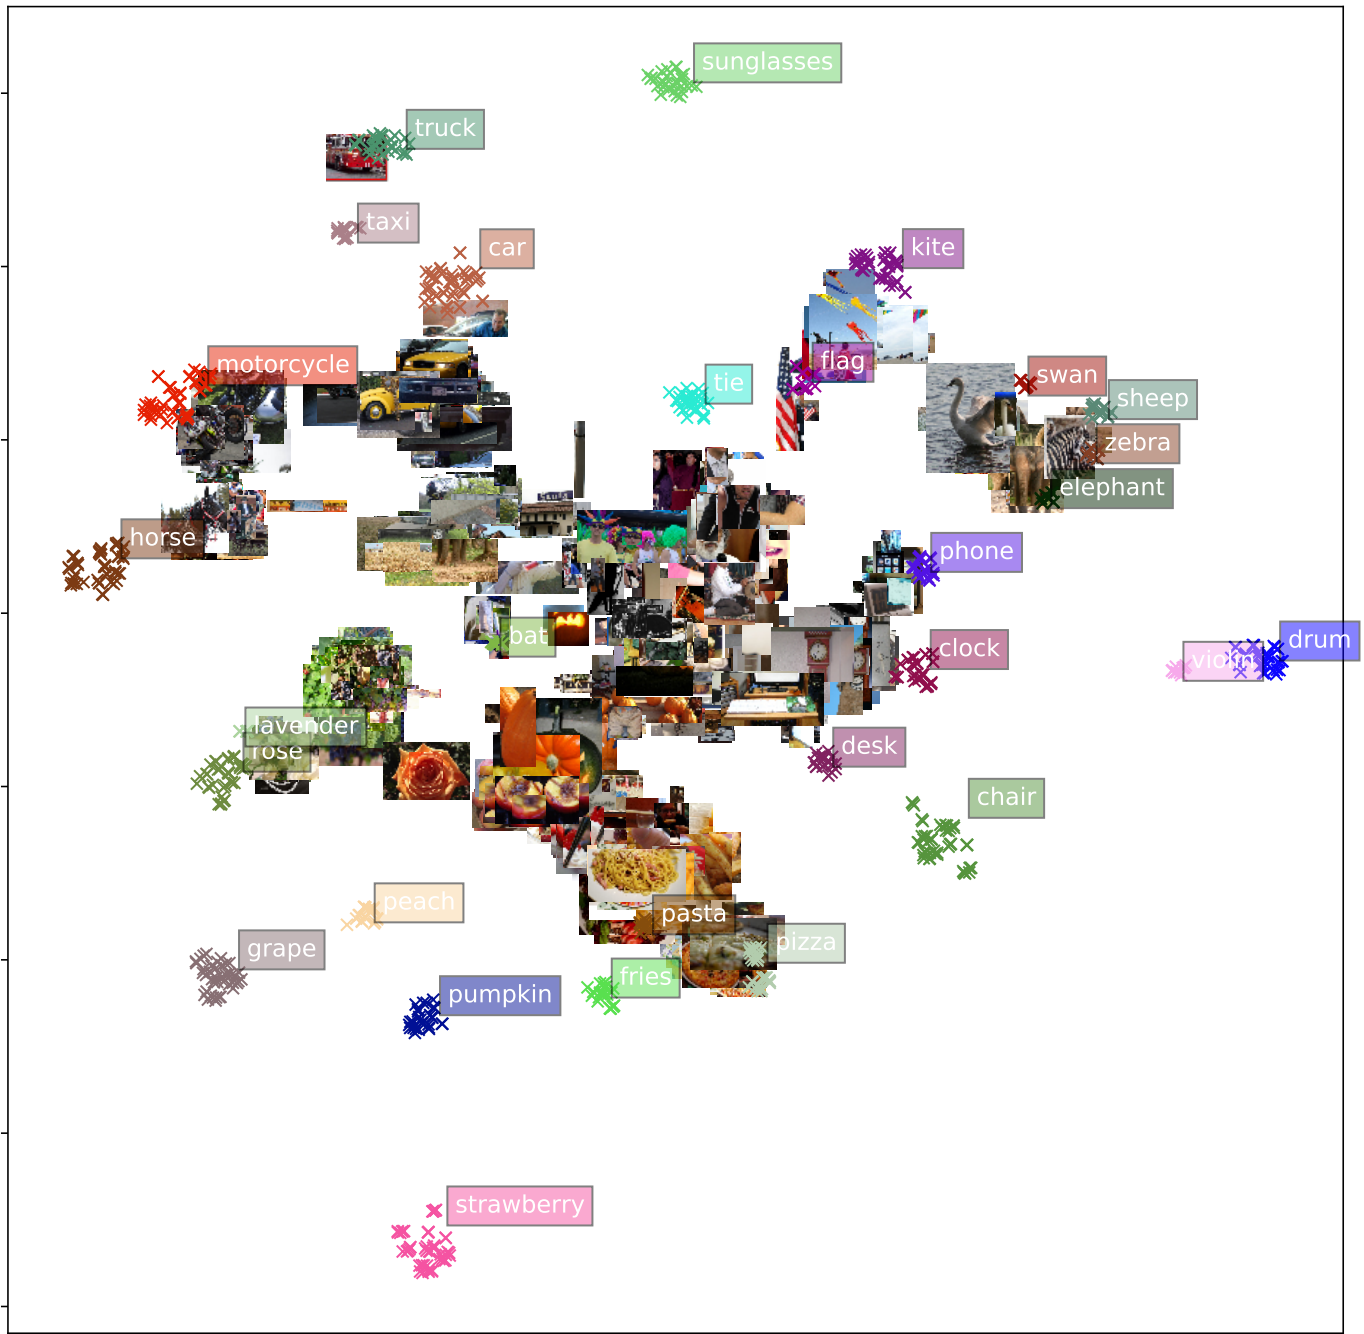 sunglasses
truck
taxi
car
kite
motorcycle
flag
tie
swan
sheep
zebra
elephant
horse
phone
bat
clock
drum
violin
lavender
rose
desk
chair
peach
pasta
pizza
grape
fries
pumpkin
strawberry